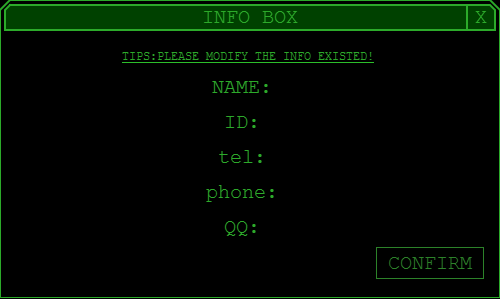 INFO BOX X
TIPS:PLEASE MODIFY THE INFO EXISTED!
NAME:
ID:
tel:
phone:
QQ:
CONFIRM